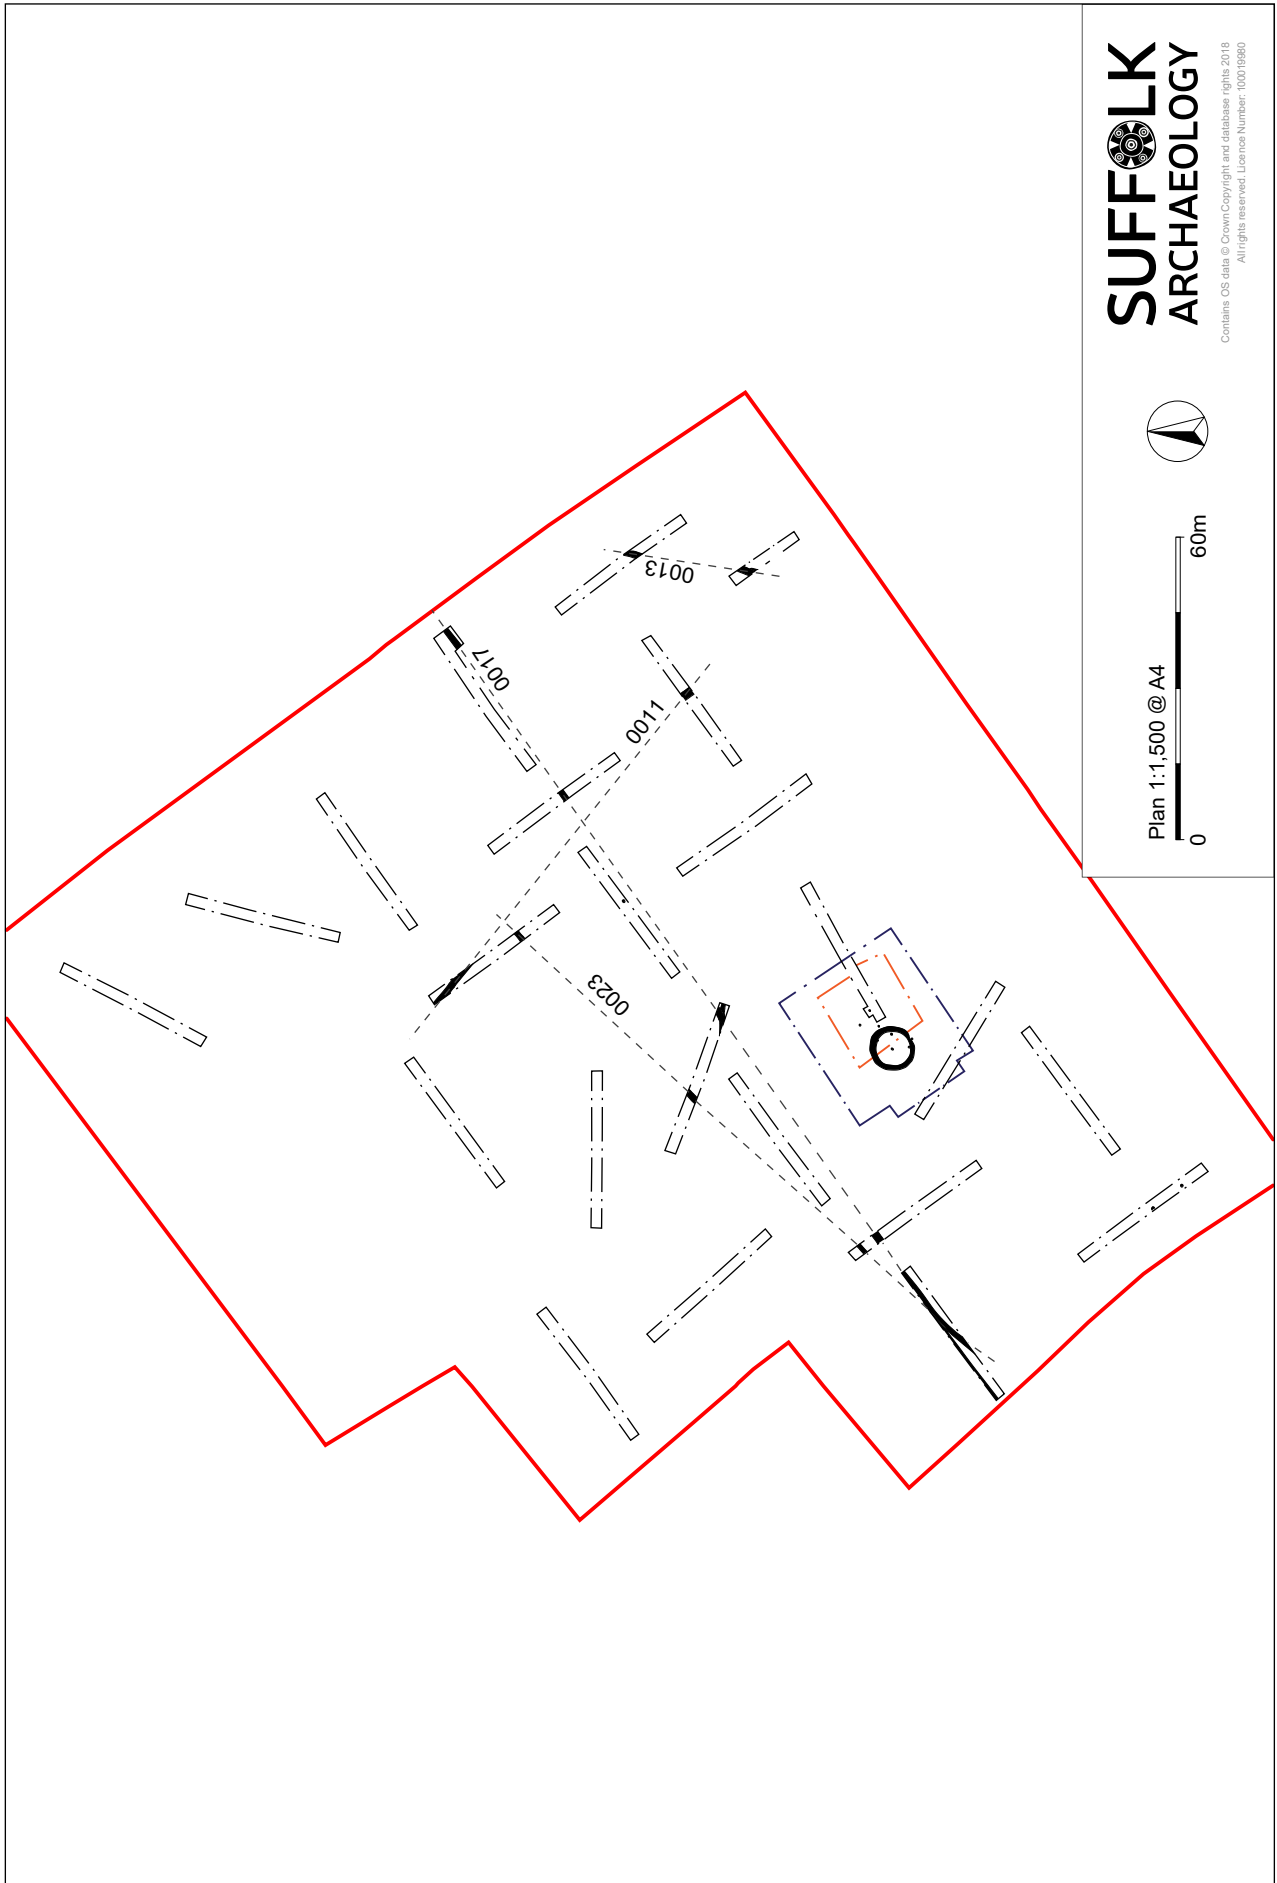 SUFFOLK
ARCHAEOLOGY
Contains OS data © Crown Copyright and database rights 2018
All rights reserved. Licence Number: 100019980
Plan 1:1,500 @ A4
0
60m
0013
0017
0011
0023